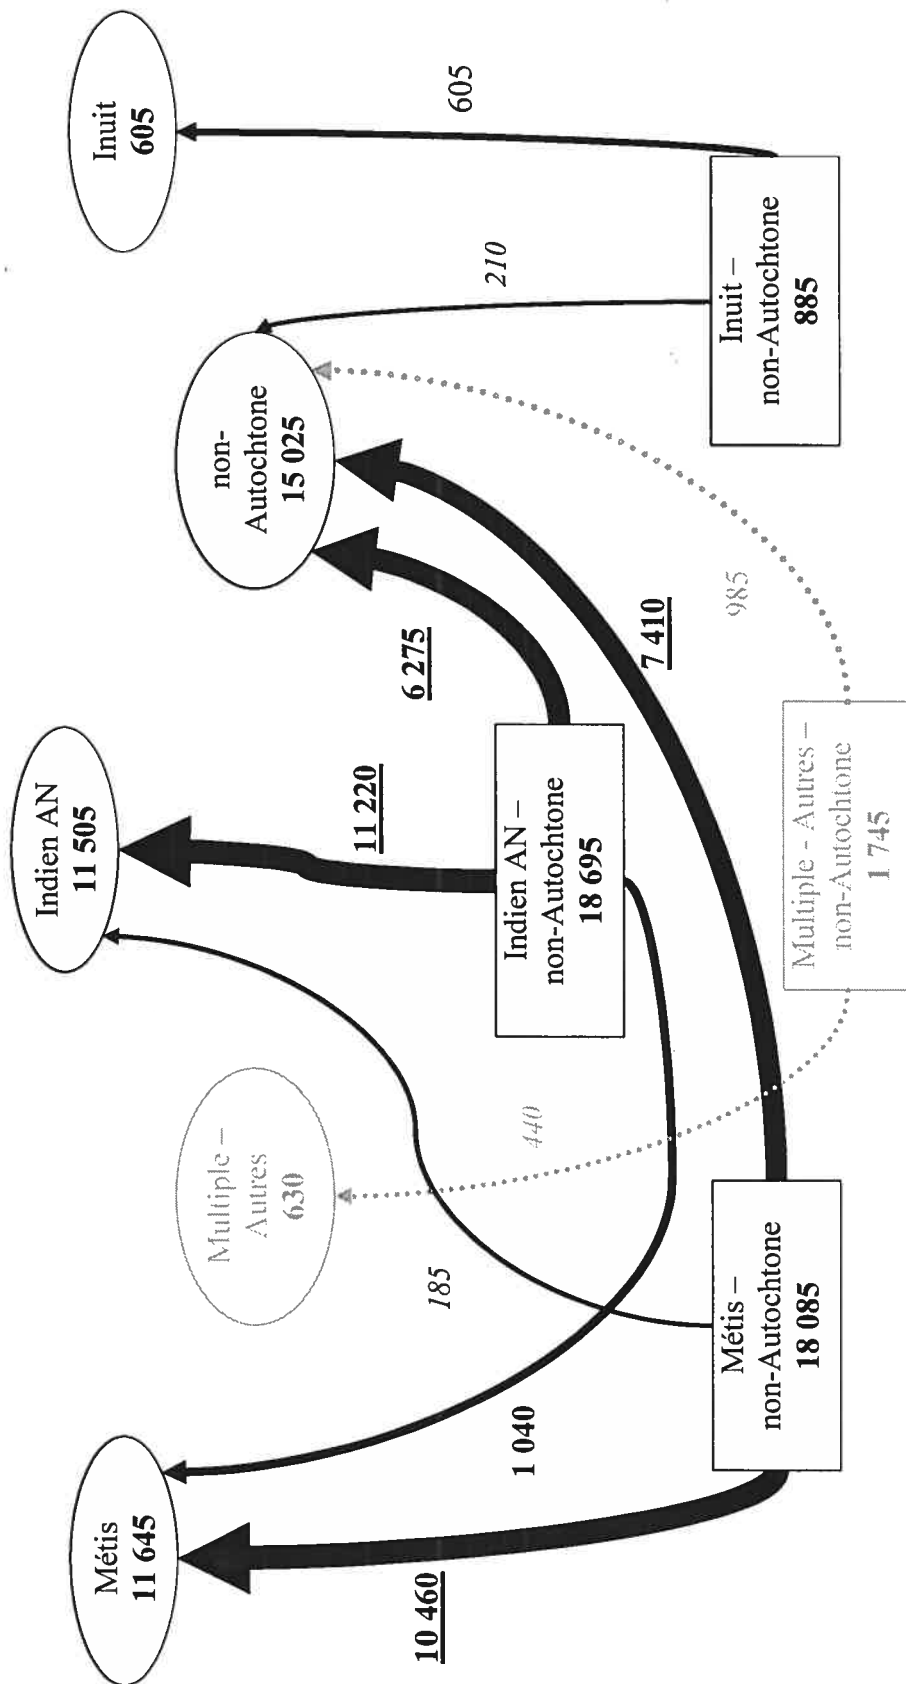 Métis
11 645
Multiple –
Autres
630
Indien AN
11 505
non-
Autochtone
15 025
Inuit
605
10 460
1 040
185
440
11 220
6 275
7 410
985
210
605
Métis –
non-Autochtone
18 085
Indien AN –
non-Autochtone
18 695
Multiple - Autres –
non-Autochtone
1 745
Inuit –
non-Autochtone
885